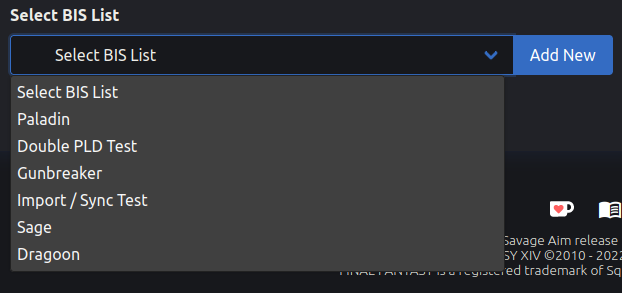 Select BIS List
Select BIS List
Add New
Select BIS List
Paladin
Double PLD Test
Gunbreaker
Import / Sync Test
Sage
Dragoon
Savage Aim release
SY XIV ©2010 - 2022
FINAL FANTASY is a registered trademark of Sq